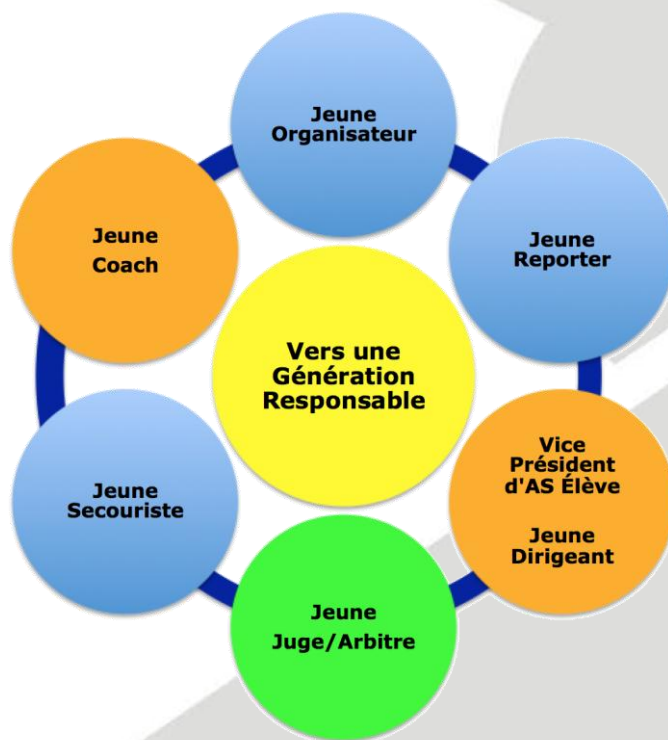 Jeune
Organisateur
Jeune
Reporter
Jeune
Coach
Vers une
Génération
Responsable
Vice
Président
d'AS Élève
Jeune
Dirigeant
Jeune
Secouriste
Jeune
Juge/Arbitre